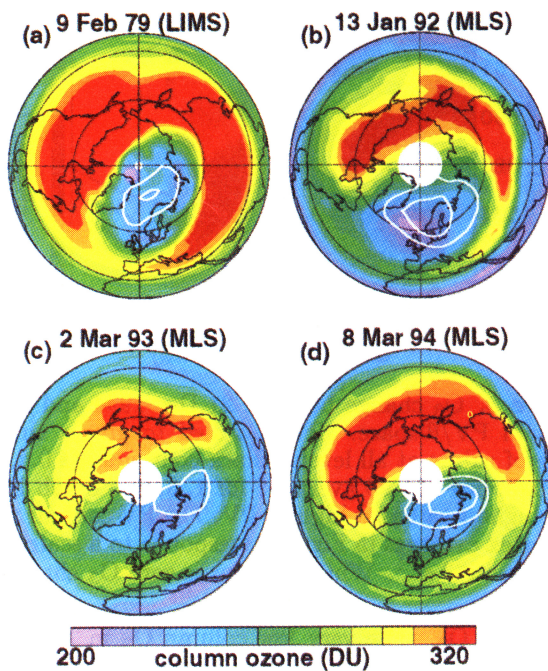 (a) 9 Feb 79 (LIMS)
(b) 13 Jan 92 (MLS)
(c) 2 Mar 93 (MLS)
(d) 8 Mar 94 (MLS)
200 column ozone (DU) 320